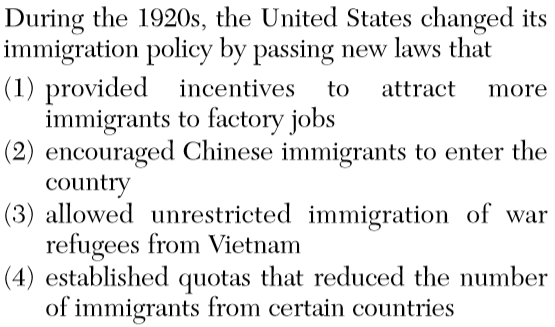 During the 1920s, the United States changed its
immigration policy by passing new laws that
(1) provided incentives to attract more
immigrants to factory jobs
(2) encouraged Chinese immigrants to enter the
country
(3) allowed unrestricted immigration of war
refugees from Vietnam
(4) established quotas that reduced the number
of immigrants from certain countries